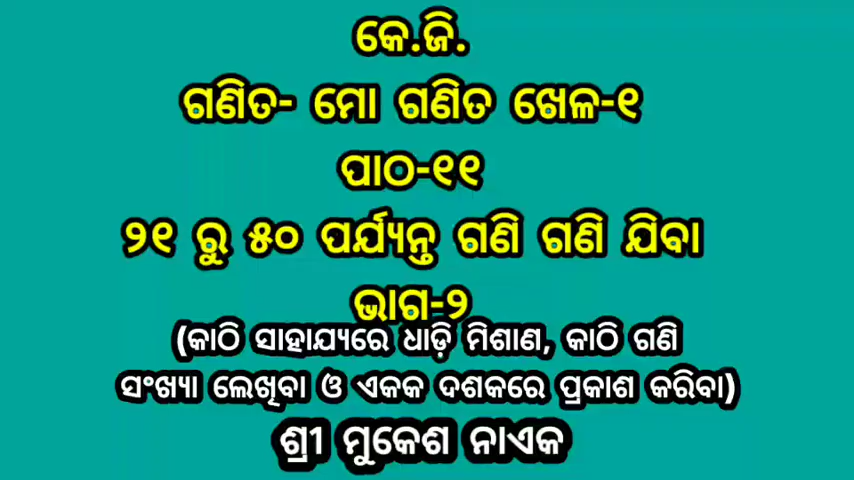 କେ.ଜି.
ଗଣିତ- ମୋ ଗଣିତ ଖେଳ-୧
ପାଠ-୧୧
୨୧ ରୁ ୫୦ ପର୍ଯ୍ୟନ୍ତ ଗଣି ଗଣି ଯିବା
ଭାଗ-୨
(କାଠି ସାହାଯ୍ୟରେ ଧାଡ଼ି ମିଶାଣ, କାଠି ଗଣି
ସଂଖ୍ୟା ଲେଖିବା ଓ ଏକକ ଦଶକରେ ପ୍ରକାଶ କରିବା)
ଶ୍ରୀ ମୁକେଶ ନାଏକ